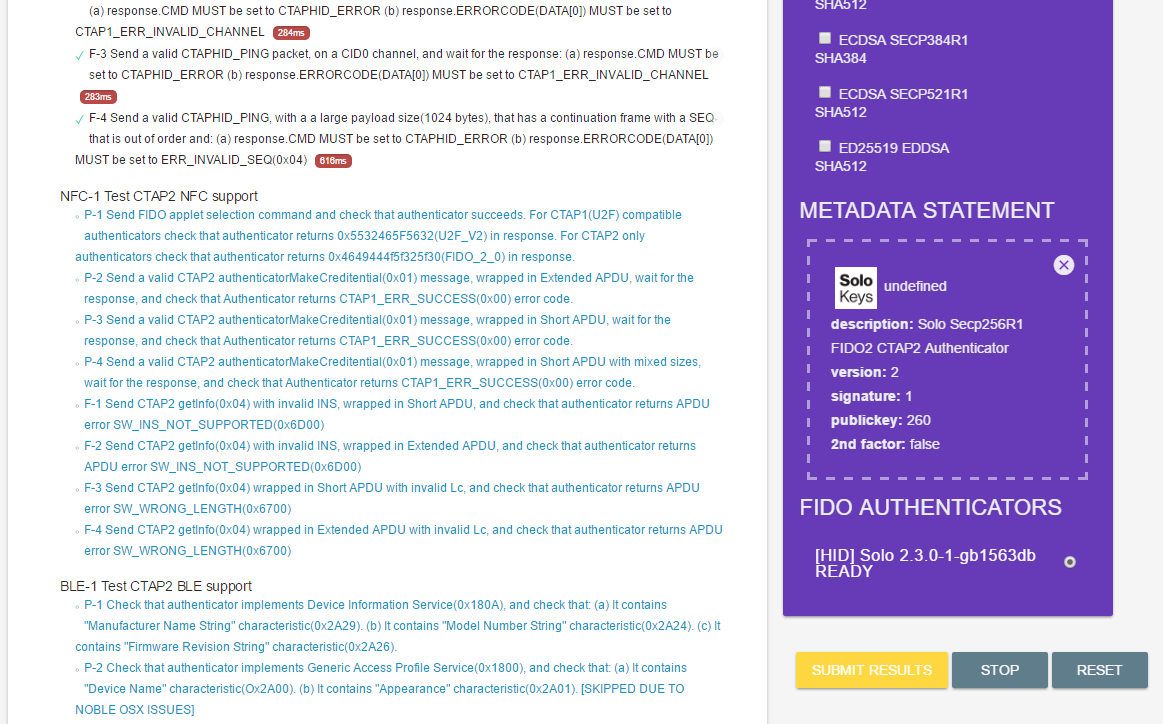 (a) response.CMD MUST be set to CTAPHID_ERROR (b) response.ERRORCODE(DATA[0]) MUST be set to
CTAP1_ERR_INVALID_CHANNEL 284ms
F-3 Send a valid CTAPHID_PING packet, on a CID0 channel, and wait for the response: (a) response.CMD MUST be
set to CTAPHID_ERROR (b) response.ERRORCODE(DATA[0]) MUST be set to CTAP1_ERR_INVALID_CHANNEL
283ms
F-4 Send a valid CTAPHID_PING, with a a large payload size(1024 bytes), that has a continuation frame with a SEQ
that is out of order and: (a) response.CMD MUST be set to CTAPHID_ERROR (b) response.ERRORCODE(DATA[0])
MUST be set to ERR_INVALID_SEQ(0x04) 616ms
NFC-1 Test CTAP2 NFC support
P-1 Send FIDO applet selection command and check that authenticator succeeds. For CTAP1(U2F) compatible
authenticators check that authenticator returns 0x5532465F5632(U2F_V2) in response. For CTAP2 only
authenticators check that authenticator returns 0x4649444f5f325f30(FIDO_2_0) in response.
P-2 Send a valid CTAP2 authenticatorMakeCreditential(0x01) message, wrapped in Extended APDU, wait for the
response, and check that Authenticator returns CTAP1_ERR_SUCCESS(0x00) error code.
P-3 Send a valid CTAP2 authenticatorMakeCreditential(0x01) message, wrapped in Short APDU, wait for the
response, and check that Authenticator returns CTAP1_ERR_SUCCESS(0x00) error code.
P-4 Send a valid CTAP2 authenticatorMakeCreditential(0x01) message, wrapped in Short APDU with mixed sizes,
wait for the response, and check that Authenticator returns CTAP1_ERR_SUCCESS(0x00) error code.
F-1 Send CTAP2 getInfo(0x04) with invalid INS, wrapped in Short APDU, and check that authenticator returns APDU
error SW_INS_NOT_SUPPORTED(0x6D00)
F-2 Send CTAP2 getInfo(0x04) with invalid INS, wrapped in Extended APDU, and check that authenticator returns
APDU error SW_INS_NOT_SUPPORTED(0x6D00)
F-3 Send CTAP2 getInfo(0x04) wrapped in Short APDU with invalid Lc, and check that authenticator returns APDU
error SW_WRONG_LENGTH(0x6700)
F-4 Send CTAP2 getInfo(0x04) wrapped in Extended APDU with invalid Lc, and check that authenticator returns APDU
error SW_WRONG_LENGTH(0x6700)
BLE-1 Test CTAP2 BLE support
P-1 Check that authenticator implements Device Information Service(0x180A), and check that: (a) It contains
"Manufacturer Name String" characteristic(0x2A29). (b) It contains "Model Number String" characteristic(0x2A24). (c) It
contains "Firmware Revision String" characteristic(0x2A26).
P-2 Check that authenticator implements Generic Access Profile Service(0x1800), and check that: (a) It contains
"Device Name" characteristic(Ox2A00). (b) It contains "Appearance" characteristic(0x2A01). [SKIPPED DUE TO
NOBLE OSX ISSUES]
SHA512
ECDSA SECP384R1
SHA384
ECDSA SECP521R1
SHA512
ED25519 EDDSA
SHA512
METADATA STATEMENT
Solo
Keys
undefined
description: Solo Secp256R1
FIDO2 CTAP2 Authenticator
version: 2
signature: 1
publickey: 260
2nd factor: false
FIDO AUTHENTICATORS
[HID] Solo 2.3.0-1-gb1563db
READY
SUBMIT RESULTS STOP RESET